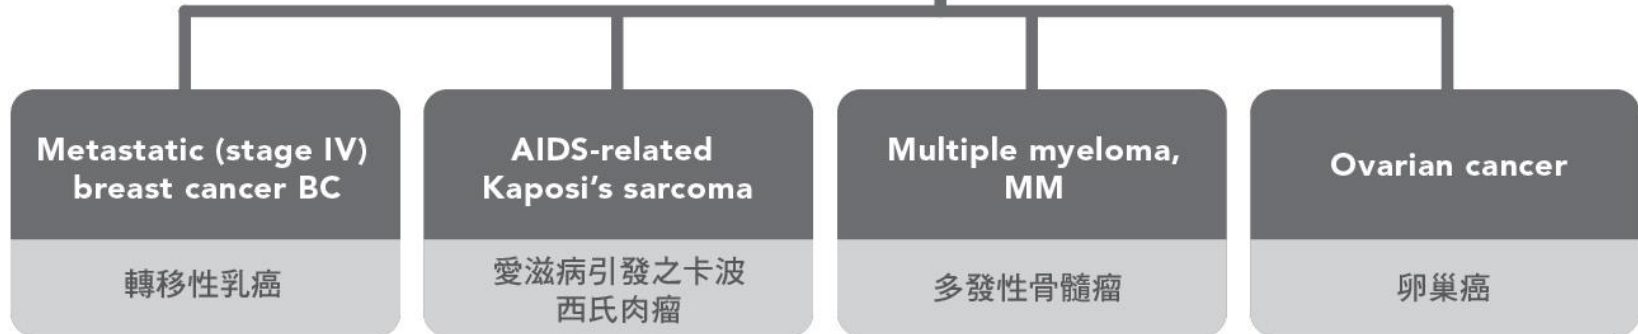 Metastatic (stage IV)
breast cancer BC
轉移性乳癌
AIDS-related
Kaposi's sarcoma
愛滋病引發之卡波
西氏肉瘤
Multiple myeloma,
MM
多發性骨髓瘤
Ovarian cancer
卵巢癌